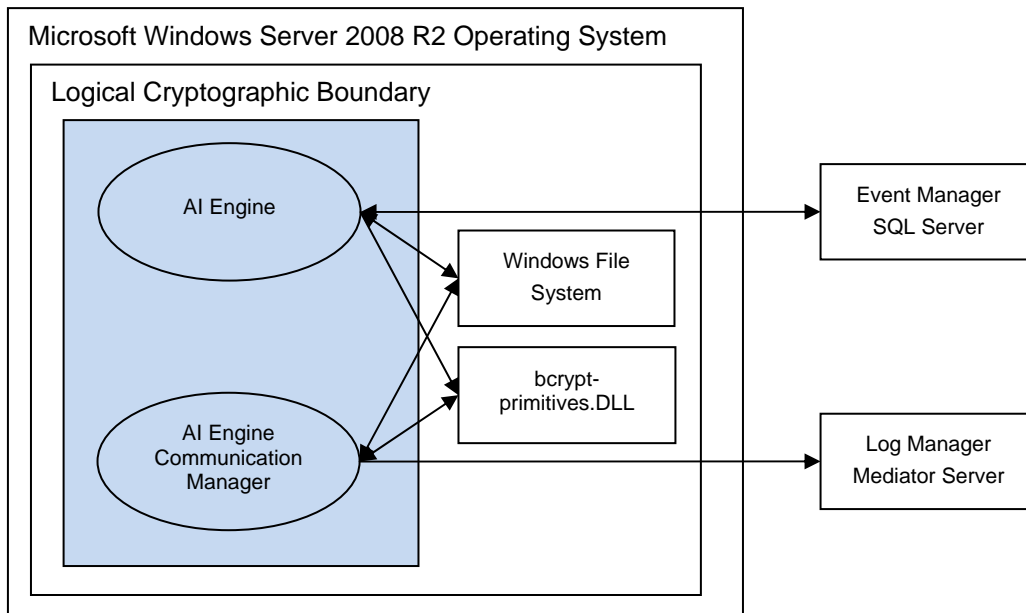 Microsoft Windows Server 2008 R2 Operating System
Logical Cryptographic Boundary
AI Engine
Event Manager
SQL Server
Windows File
System
bcrypt-
primitives.DLL
AI Engine
Communication
Manager
Log Manager
Mediator Server